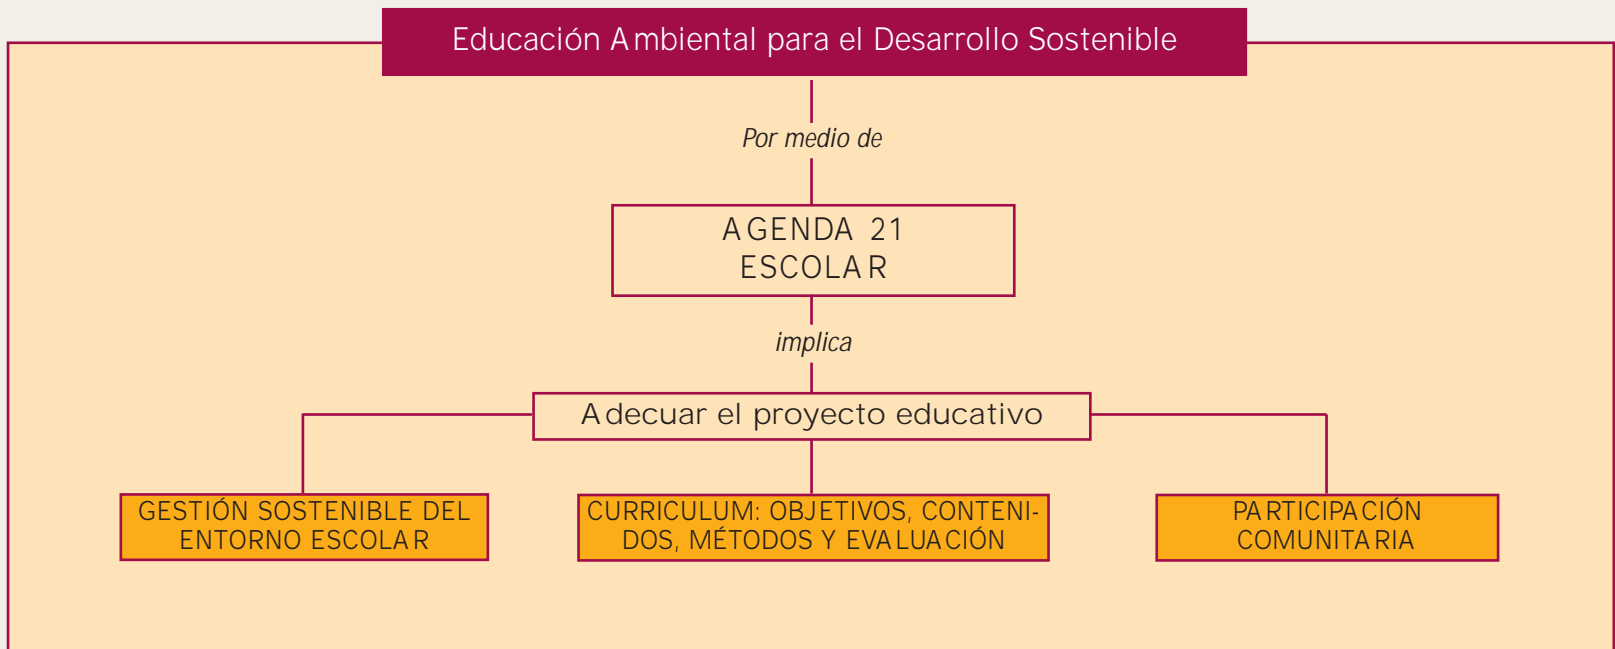 Educación Ambiental para el Desarrollo Sostenible
Por medio de
AGENDA 21
ESCOLAR
implica
Adecuar el proyecto educativo
GESTIÓN SOSTENIBLE DEL
ENTORNO ESCOLAR
CURRICULUM: OBJETIVOS, CONTENI-
DOS, MÉTODOS Y EVALUACIÓN
PARTICIPACIÓN
COMUNITARIA